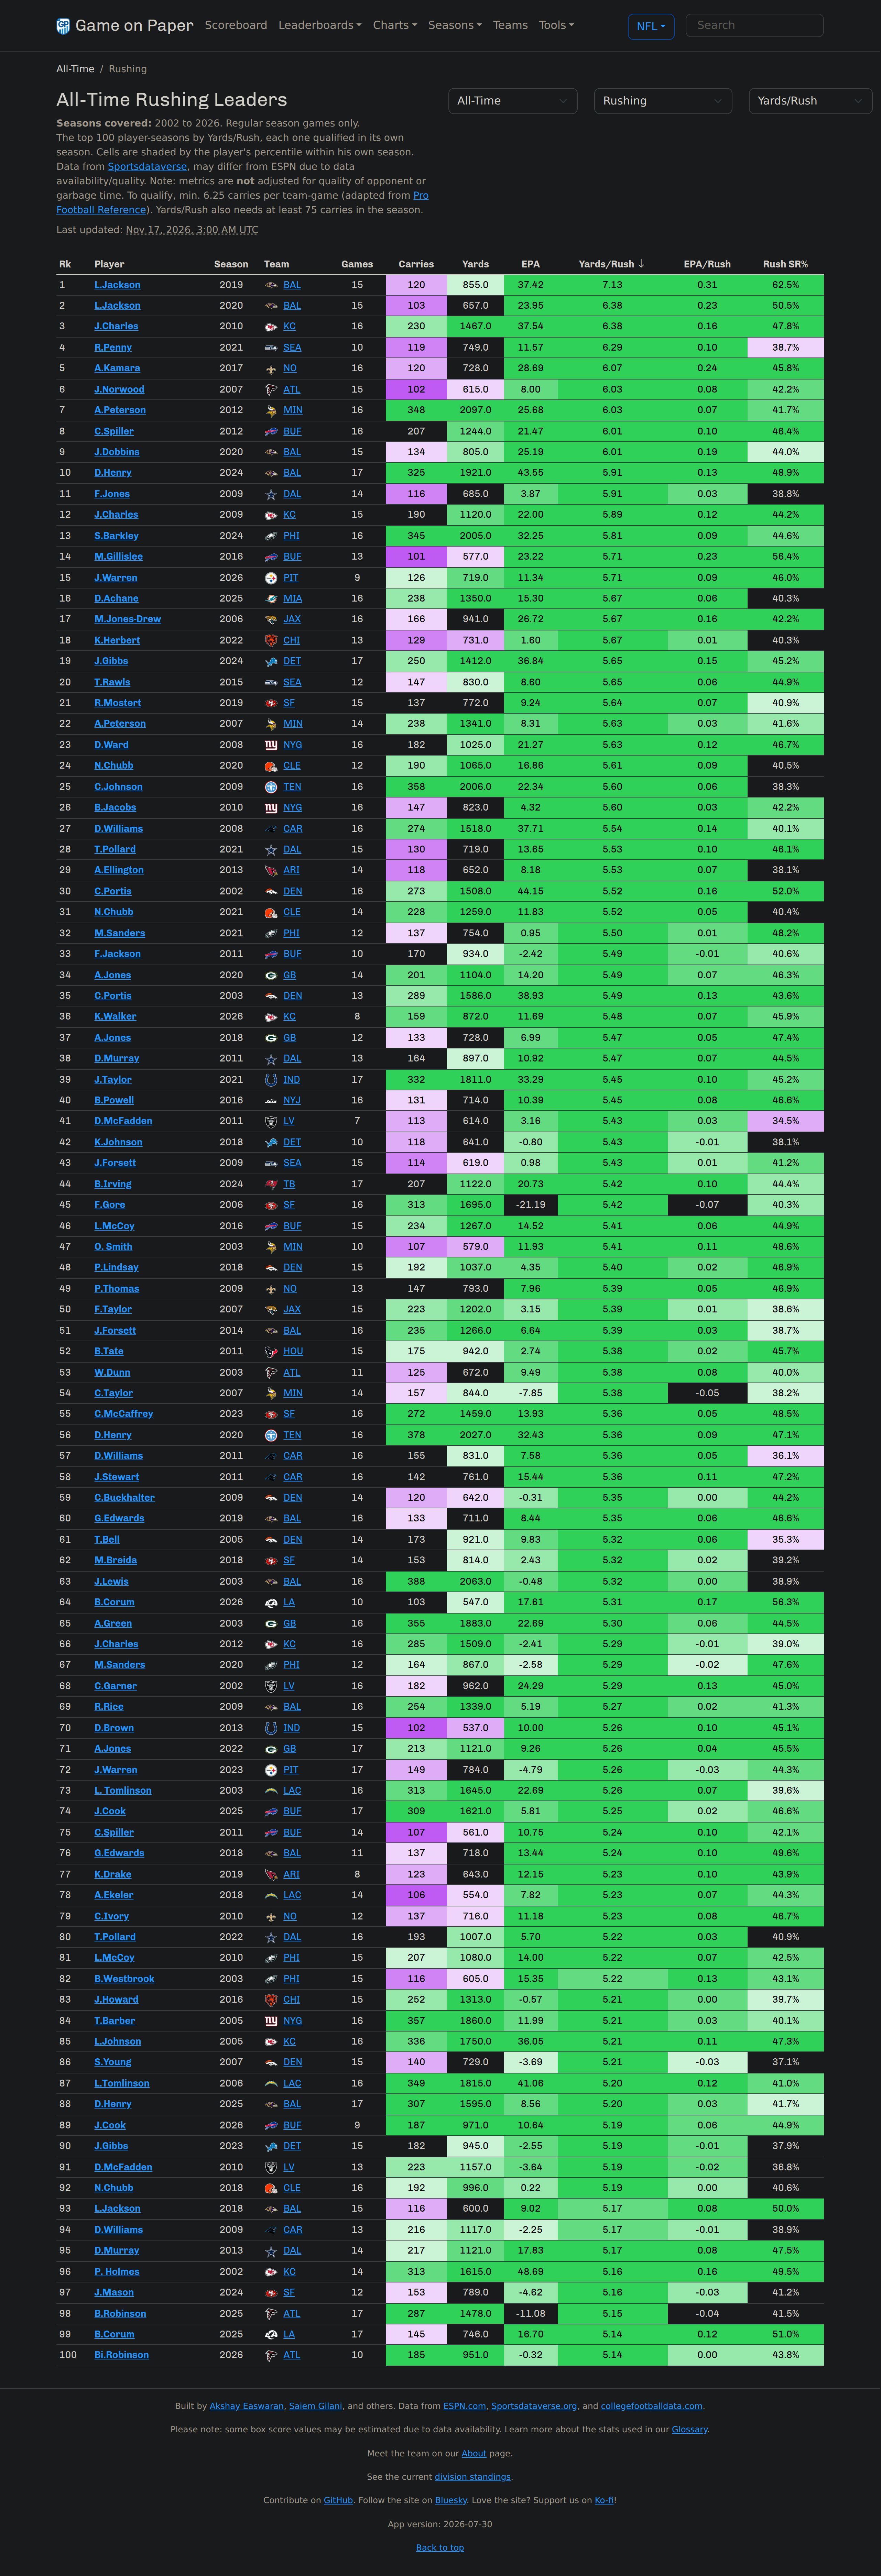 Game on Paper Scoreboard Leaderboards Charts Seasons Teams Tools NFL Search
All-Time / Rushing
All-Time Rushing Leaders All-Time Rushing Yards/Rush
Seasons covered: 2002 to 2026. Regular season games only.
The top 100 player-seasons by Yards/Rush, each one qualified in its own
season. Cells are shaded by the player's percentile within his own season.
Data from Sportsdataverse, may differ from ESPN due to data
availability/quality. Note: metrics are not adjusted for quality of opponent or
garbage time. To qualify, min. 6.25 carries per team-game (adapted from Pro
Football Reference). Yards/Rush also needs at least 75 carries in the season.
Last updated: Nov 17, 2026, 3:00 AM UTC
Rk Player Season Team Games Carries Yards EPA Yards/Rush ↓ EPA/Rush Rush SR%
1 L.Jackson 2019 BAL 15 120 855.0 37.42 7.13 0.31 62.5%
2 L.Jackson 2020 BAL 15 103 657.0 23.95 6.38 0.23 50.5%
3 J.Charles 2010 KC 16 230 1467.0 37.54 6.38 0.16 47.8%
4 R.Penny 2021 SEA 10 119 749.0 11.57 6.29 0.10 38.7%
5 A.Kamara 2017 NO 16 120 728.0 28.69 6.07 0.24 45.8%
6 J.Norwood 2007 ATL 15 102 615.0 8.00 6.03 0.08 42.2%
7 A.Peterson 2012 MIN 16 348 2097.0 25.68 6.03 0.07 41.7%
8 C.Spiller 2012 BUF 16 207 1244.0 21.47 6.01 0.10 46.4%
9 J.Dobbins 2020 BAL 15 134 805.0 25.19 6.01 0.19 44.0%
10 D.Henry 2024 BAL 17 325 1921.0 43.55 5.91 0.13 48.9%
11 F.Jones 2009 DAL 14 116 685.0 3.87 5.91 0.03 38.8%
12 J.Charles 2009 KC 15 190 1120.0 22.00 5.89 0.12 44.2%
13 S.Barkley 2024 PHI 16 345 2005.0 32.25 5.81 0.09 44.6%
14 M.Gillislee 2016 BUF 13 101 577.0 23.22 5.71 0.23 56.4%
15 J.Warren 2026 PIT 9 126 719.0 11.34 5.71 0.09 46.0%
16 D.Achane 2025 MIA 16 238 1350.0 15.30 5.67 0.06 40.3%
17 M.Jones-Drew 2006 JAX 16 166 941.0 26.72 5.67 0.16 42.2%
18 K.Herbert 2022 CHI 13 129 731.0 1.60 5.67 0.01 40.3%
19 J.Gibbs 2024 DET 17 250 1412.0 36.84 5.65 0.15 45.2%
20 T.Rawls 2015 SEA 12 147 830.0 8.60 5.65 0.06 44.9%
21 R.Mostert 2019 SF 15 137 772.0 9.24 5.64 0.07 40.9%
22 A.Peterson 2007 MIN 14 238 1341.0 8.31 5.63 0.03 41.6%
23 D.Ward 2008 NYG 16 182 1025.0 21.27 5.63 0.12 46.7%
24 N.Chubb 2020 CLE 12 190 1065.0 16.86 5.61 0.09 40.5%
25 C.Johnson 2009 TEN 16 358 2006.0 22.34 5.60 0.06 38.3%
26 B.Jacobs 2010 NYG 16 147 823.0 4.32 5.60 0.03 42.2%
27 D.Williams 2008 CAR 16 274 1518.0 37.71 5.54 0.14 40.1%
28 T.Pollard 2021 DAL 15 130 719.0 13.65 5.53 0.10 46.1%
29 A.Ellington 2013 ARI 14 118 652.0 8.18 5.53 0.07 38.1%
30 C.Portis 2002 DEN 16 273 1508.0 44.15 5.52 0.16 52.0%
31 N.Chubb 2021 CLE 14 228 1259.0 11.83 5.52 0.05 40.4%
32 M.Sanders 2021 PHI 12 137 754.0 0.95 5.50 0.01 48.2%
33 F.Jackson 2011 BUF 10 170 934.0 -2.42 5.49 -0.01 40.6%
34 A.Jones 2020 GB 14 201 1104.0 14.20 5.49 0.07 46.3%
35 C.Portis 2003 DEN 13 289 1586.0 38.93 5.49 0.13 43.6%
36 K.Walker 2026 KC 8 159 872.0 11.69 5.48 0.07 45.9%
37 A.Jones 2018 GB 12 133 728.0 6.99 5.47 0.05 47.4%
38 D.Murray 2011 DAL 13 164 897.0 10.92 5.47 0.07 44.5%
39 J.Taylor 2021 IND 17 332 1811.0 33.29 5.45 0.10 45.2%
40 B.Powell 2016 NYJ 16 131 714.0 10.39 5.45 0.08 46.6%
41 D.McFadden 2011 LV 7 113 614.0 3.16 5.43 0.03 34.5%
42 K.Johnson 2018 DET 10 118 641.0 -0.80 5.43 -0.01 38.1%
43 J.Forsett 2009 SEA 15 114 619.0 0.98 5.43 0.01 41.2%
44 B.Irving 2024 TB 17 207 1122.0 20.73 5.42 0.10 44.4%
45 F.Gore 2006 SF 16 313 1695.0 -21.19 5.42 -0.07 40.3%
46 L.McCoy 2016 BUF 15 234 1267.0 14.52 5.41 0.06 44.9%
47 O. Smith 2003 MIN 10 107 579.0 11.93 5.41 0.11 48.6%
48 P.Lindsay 2018 DEN 15 192 1037.0 4.35 5.40 0.02 46.9%
49 P.Thomas 2009 NO 13 147 793.0 7.96 5.39 0.05 46.9%
50 F.Taylor 2007 JAX 15 223 1202.0 3.15 5.39 0.01 38.6%
51 J.Forsett 2014 BAL 16 235 1266.0 6.64 5.39 0.03 38.7%
52 B.Tate 2011 HOU 15 175 942.0 2.74 5.38 0.02 45.7%
53 W.Dunn 2003 ATL 11 125 672.0 9.49 5.38 0.08 40.0%
54 C.Taylor 2007 MIN 14 157 844.0 -7.85 5.38 -0.05 38.2%
55 C.McCaffrey 2023 SF 16 272 1459.0 13.93 5.36 0.05 48.5%
56 D.Henry 2020 TEN 16 378 2027.0 32.43 5.36 0.09 47.1%
57 D.Williams 2011 CAR 16 155 831.0 7.58 5.36 0.05 36.1%
58 J.Stewart 2011 CAR 16 142 761.0 15.44 5.36 0.11 47.2%
59 C.Buckhalter 2009 DEN 14 120 642.0 -0.31 5.35 0.00 44.2%
60 G.Edwards 2019 BAL 16 133 711.0 8.44 5.35 0.06 46.6%
61 T.Bell 2005 DEN 14 173 921.0 9.83 5.32 0.06 35.3%
62 M.Breida 2018 SF 14 153 814.0 2.43 5.32 0.02 39.2%
63 J.Lewis 2003 BAL 16 388 2063.0 -0.48 5.32 0.00 38.9%
64 B.Corum 2026 LA 10 103 547.0 17.61 5.31 0.17 56.3%
65 A.Green 2003 GB 16 355 1883.0 22.69 5.30 0.06 44.5%
66 J.Charles 2012 KC 16 285 1509.0 -2.41 5.29 -0.01 39.0%
67 M.Sanders 2020 PHI 12 164 867.0 -2.58 5.29 -0.02 47.6%
68 C.Garner 2002 LV 16 182 962.0 24.29 5.29 0.13 45.0%
69 R.Rice 2009 BAL 16 254 1339.0 5.19 5.27 0.02 41.3%
70 D.Brown 2013 IND 15 102 537.0 10.00 5.26 0.10 45.1%
71 A.Jones 2022 GB 17 213 1121.0 9.26 5.26 0.04 45.5%
72 J.Warren 2023 PIT 17 149 784.0 -4.79 5.26 -0.03 44.3%
73 L. Tomlinson 2003 LAC 16 313 1645.0 22.69 5.26 0.07 39.6%
74 J.Cook 2025 BUF 17 309 1621.0 5.81 5.25 0.02 46.6%
75 C.Spiller 2011 BUF 14 107 561.0 10.75 5.24 0.10 42.1%
76 G.Edwards 2018 BAL 11 137 718.0 13.44 5.24 0.10 49.6%
77 K.Drake 2019 ARI 8 123 643.0 12.15 5.23 0.10 43.9%
78 A.Ekeler 2018 LAC 14 106 554.0 7.82 5.23 0.07 44.3%
79 C.Ivory 2010 NO 12 137 716.0 11.18 5.23 0.08 46.7%
80 T.Pollard 2022 DAL 16 193 1007.0 5.70 5.22 0.03 40.9%
81 L.McCoy 2010 PHI 15 207 1080.0 14.00 5.22 0.07 42.5%
82 B.Westbrook 2003 PHI 15 116 605.0 15.35 5.22 0.13 43.1%
83 J.Howard 2016 CHI 15 252 1313.0 -0.57 5.21 0.00 39.7%
84 T.Barber 2005 NYG 16 357 1860.0 11.99 5.21 0.03 40.1%
85 L.Johnson 2005 KC 16 336 1750.0 36.05 5.21 0.11 47.3%
86 S.Young 2007 DEN 15 140 729.0 -3.69 5.21 -0.03 37.1%
87 L.Tomlinson 2006 LAC 16 349 1815.0 41.06 5.20 0.12 41.0%
88 D.Henry 2025 BAL 17 307 1595.0 8.56 5.20 0.03 41.7%
89 J.Cook 2026 BUF 9 187 971.0 10.64 5.19 0.06 44.9%
90 J.Gibbs 2023 DET 15 182 945.0 -2.55 5.19 -0.01 37.9%
91 D.McFadden 2010 LV 13 223 1157.0 -3.64 5.19 -0.02 36.8%
92 N.Chubb 2018 CLE 16 192 996.0 0.22 5.19 0.00 40.6%
93 L.Jackson 2018 BAL 15 116 600.0 9.02 5.17 0.08 50.0%
94 D.Williams 2009 CAR 13 216 1117.0 -2.25 5.17 -0.01 38.9%
95 D.Murray 2013 DAL 14 217 1121.0 17.83 5.17 0.08 47.5%
96 P. Holmes 2002 KC 14 313 1615.0 48.69 5.16 0.16 49.5%
97 J.Mason 2024 SF 12 153 789.0 -4.62 5.16 -0.03 41.2%
98 B.Robinson 2025 ATL 17 287 1478.0 -11.08 5.15 -0.04 41.5%
99 B.Corum 2025 LA 17 145 746.0 16.70 5.14 0.12 51.0%
100 Bi.Robinson 2026 ATL 10 185 951.0 -0.32 5.14 0.00 43.8%
Built by Akshay Easwaran, Saiem Gilani, and others. Data from ESPN.com, Sportsdataverse.org, and collegefootballdata.com.
Please note: some box score values may be estimated due to data availability. Learn more about the stats used in our Glossary.
Meet the team on our About page.
See the current division standings.
Contribute on GitHub. Follow the site on Bluesky. Love the site? Support us on Ko-fi!
App version: 2026-07-30
Back to top